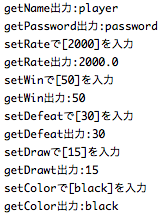 getName出力:player
getPassword出力:password
setRateで[2000]を入力
getRate出力:2000.0
setWinで[50]を入力
getWin出力:50
setDefeatで[30]を入力
getDefeat出力:30
setDrawで[15]を入力
getDrawt出力:15
setColorで[black]を入力
getColor出力:black